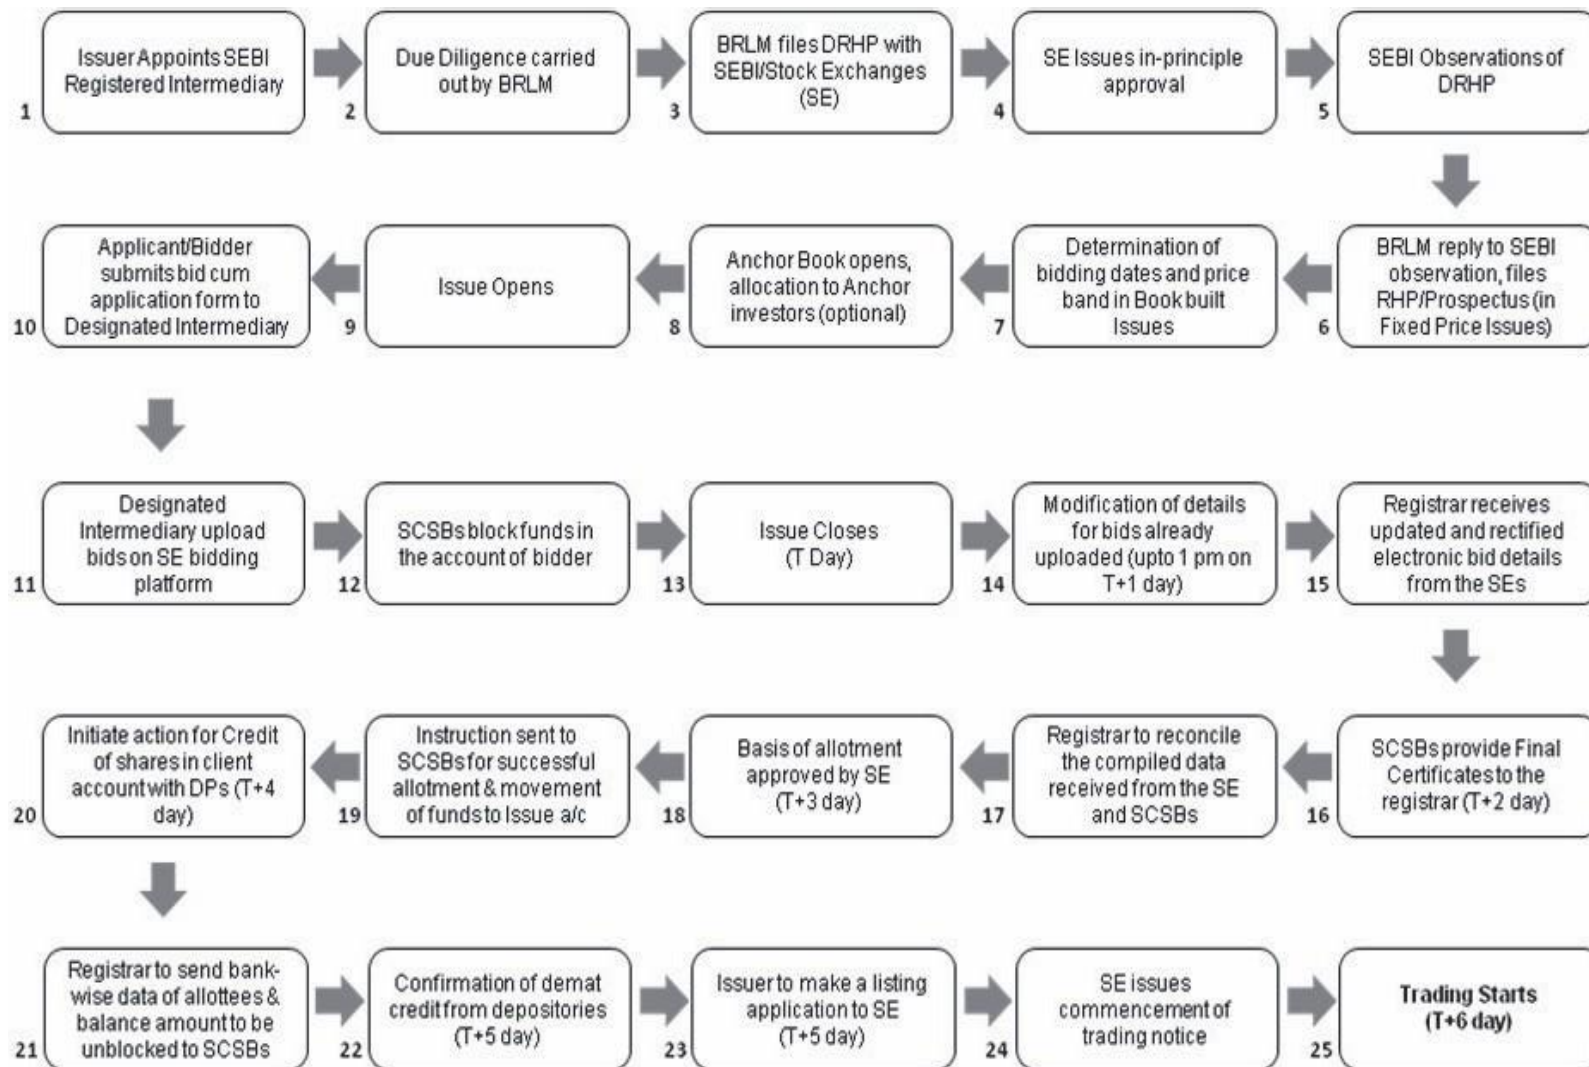 Issuer Appoints SEBI
Registered Intermediary
1
Due Diligence carried
out by BRLM
2
BRLM files DRHP with
SEBI/Stock Exchanges
(SE)
3
SE Issues in-principle
approval
4
SEBI Observations of
DRHP
5
BRLM reply to SEBI
observation, files
RHP/Prospectus (in
Fixed Price Issues)
6
Determination of
bidding dates and price
band in Book built
Issues
7
Anchor Book opens,
allocation to Anchor
investors (optional)
8
Issue Opens
9
Applicant/Bidder
submits bid cum
application form to
Designated Intermediary
10
Designated
Intermediary upload
bids on SE bidding
platform
11
SCSBs block funds in
the account of bidder
12
Issue Closes
(T Day)
13
Modification of details
for bids already
uploaded (upto 1 pm on
T+1 day)
14
Registrar receives
updated and rectified
electronic bid details
from the SEs
15
SCSBs provide Final
Certificates to the
registrar (T+2 day)
16
Registrar to reconcile
the compiled data
received from the SE
and SCSBs
17
Basis of allotment
approved by SE
(T+3 day)
18
Instruction sent to
SCSBs for successful
allotment & movement
of funds to Issue a/c
19
Initiate action for Credit
of shares in client
account with DPs (T+4
day)
20
Registrar to send bank-
wise data of allottees &
balance amount to be
unblocked to SCSBs
21
Confirmation of demat
credit from depositories
(T+5 day)
22
Issuer to make a listing
application to SE
(T+5 day)
23
SE issues
commencement of
trading notice
24
Trading Starts
(T+6 day)
25